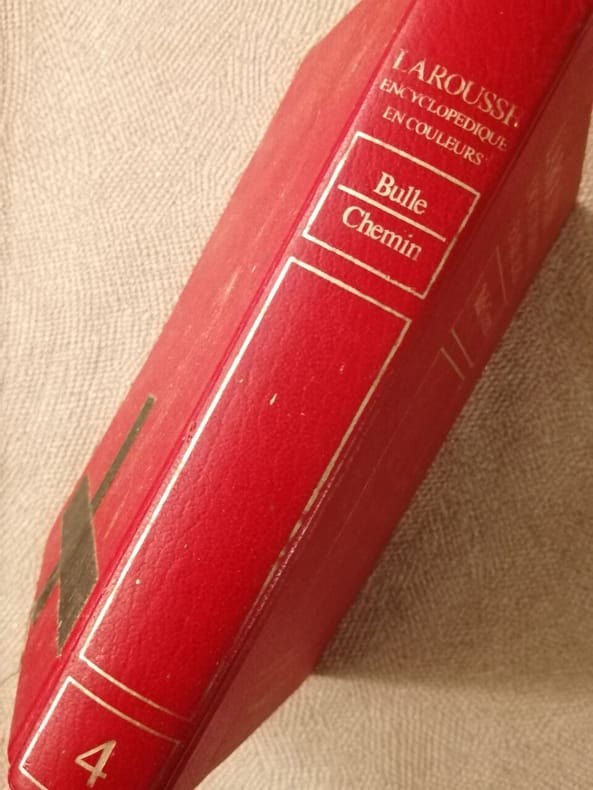 LAROUSSE
ENCYCLOPEDIQUE
EN COULEURS
Bulle
Chemin
4